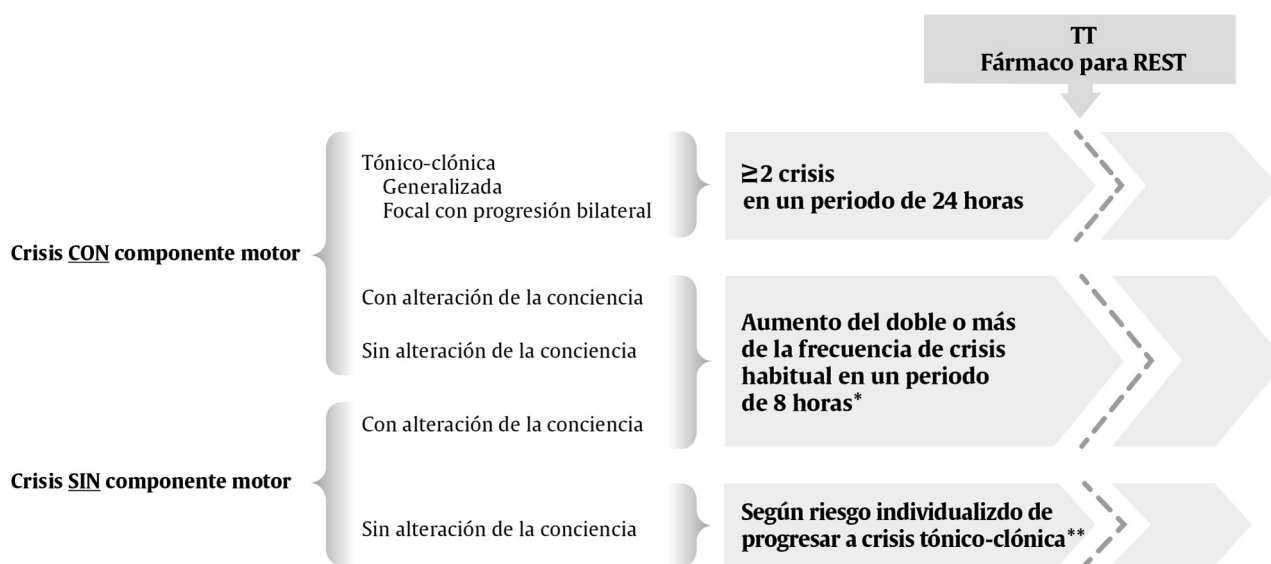 TT
Fármaco para REST
Crisis CON componente motor
Tónico-clónica
Generalizada
Focal con progresión bilateral
≥2 crisis
en un periodo de 24 horas
Con alteración de la conciencia
Sin alteración de la conciencia
Aumento del doble o más
de la frecuencia de crisis
habitual en un periodo
de 8 horas*
Crisis SIN componente motor
Con alteración de la conciencia
Sin alteración de la conciencia
Según riesgo individualizdo de
progresar a crisis tónico-clónica**